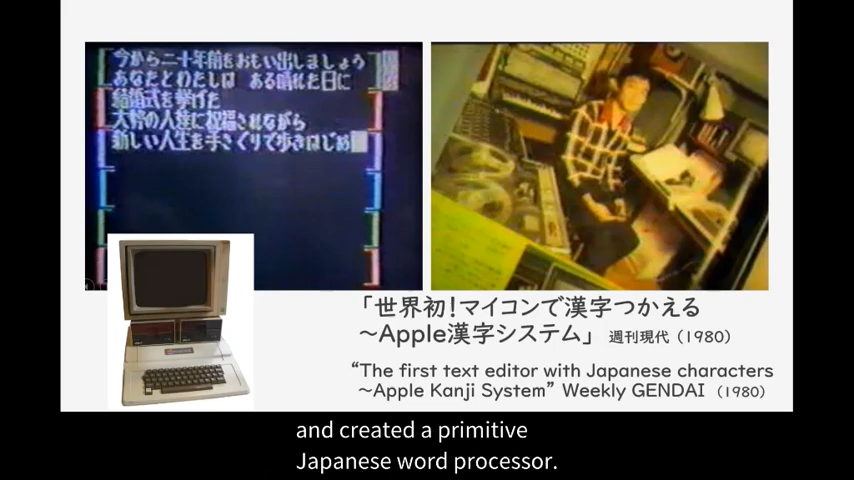 今から二十年前をおもい出しましょう
あなたとわたしは ある晴れた日に
結婚式を挙げた
大勢の人達に祝福されながら
新しい人生を手さぐりで歩きはじめ
「世界初！マイコンで漢字つかえる
～Apple漢字システム」 週刊現代（1980）
“The first text editor with Japanese characters
～Apple Kanji System” Weekly GENDAI （1980）
and created a primitive
Japanese word processor.